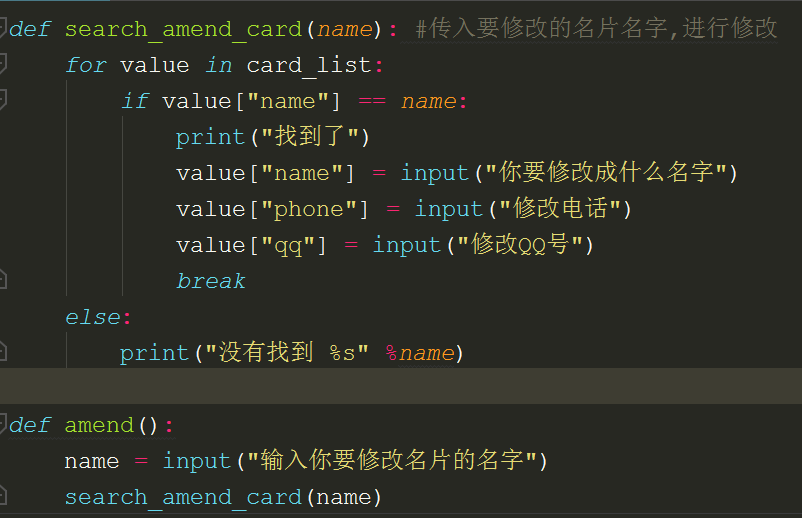 def search_amend_card(name): #传入要修改的名片名字,进行修改
    for value in card_list:
        if value["name"] == name:
            print("找到了")
            value["name"] = input("你要修改成什么名字")
            value["phone"] = input("修改电话")
            value["qq"] = input("修改QQ号")
            break
    else:
        print("没有找到 %s" %name)
def amend():
    name = input("输入你要修改名片的名字")
    search_amend_card(name)